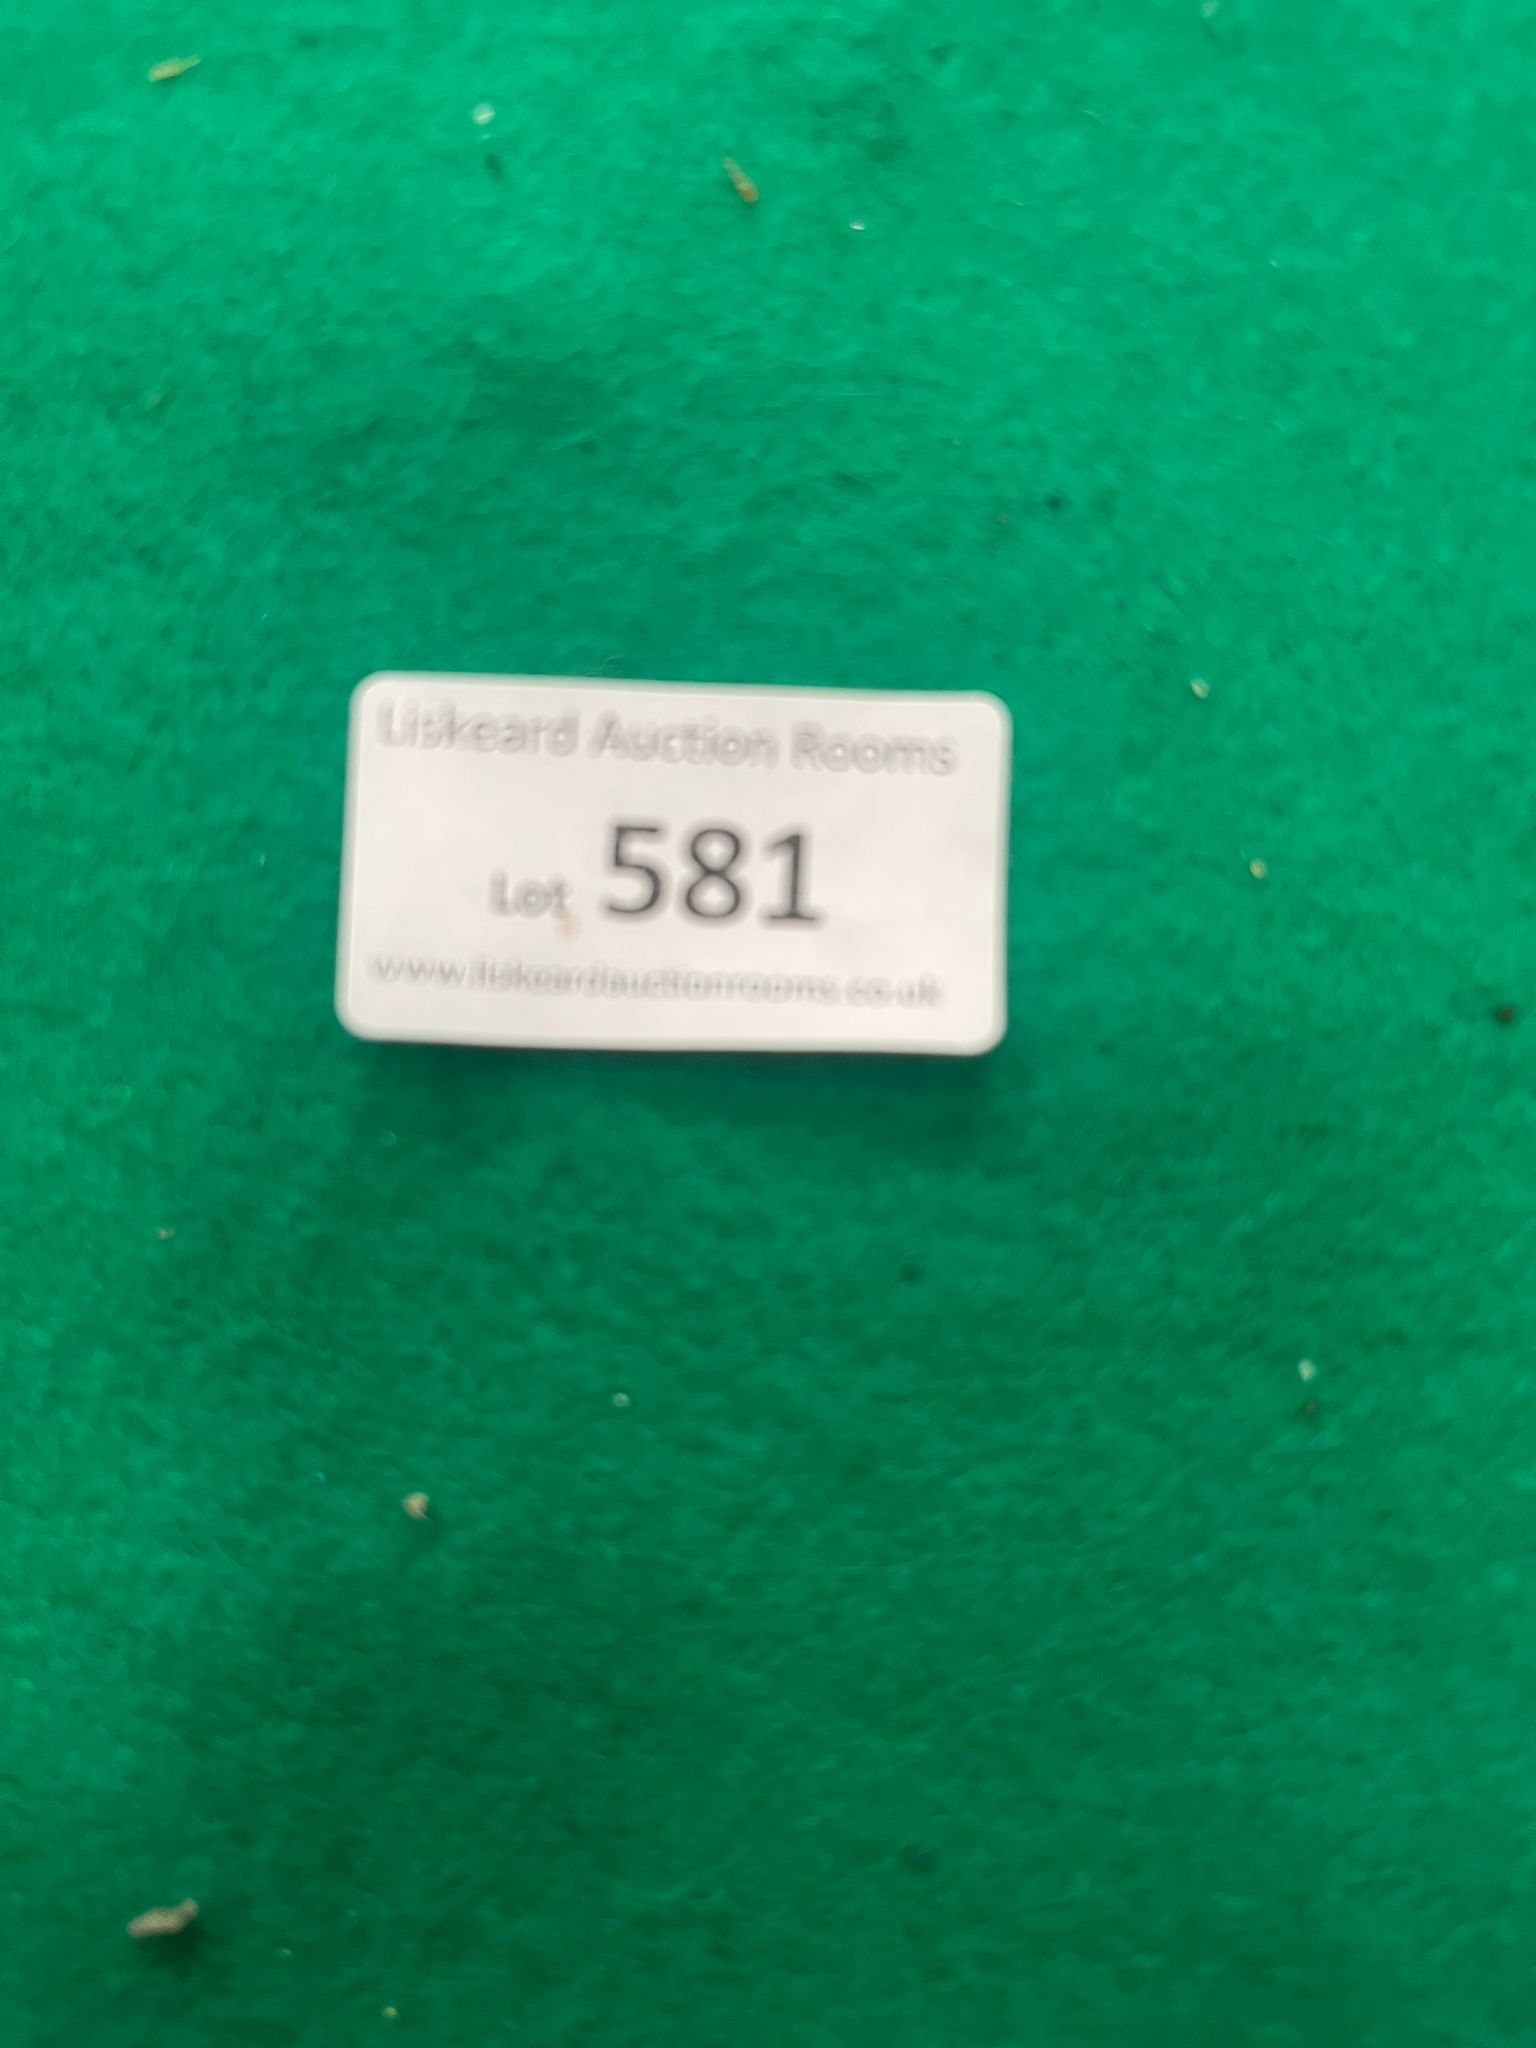 Liskeard Auction Rooms
Lot 581
www.liskeardauctionrooms.co.uk